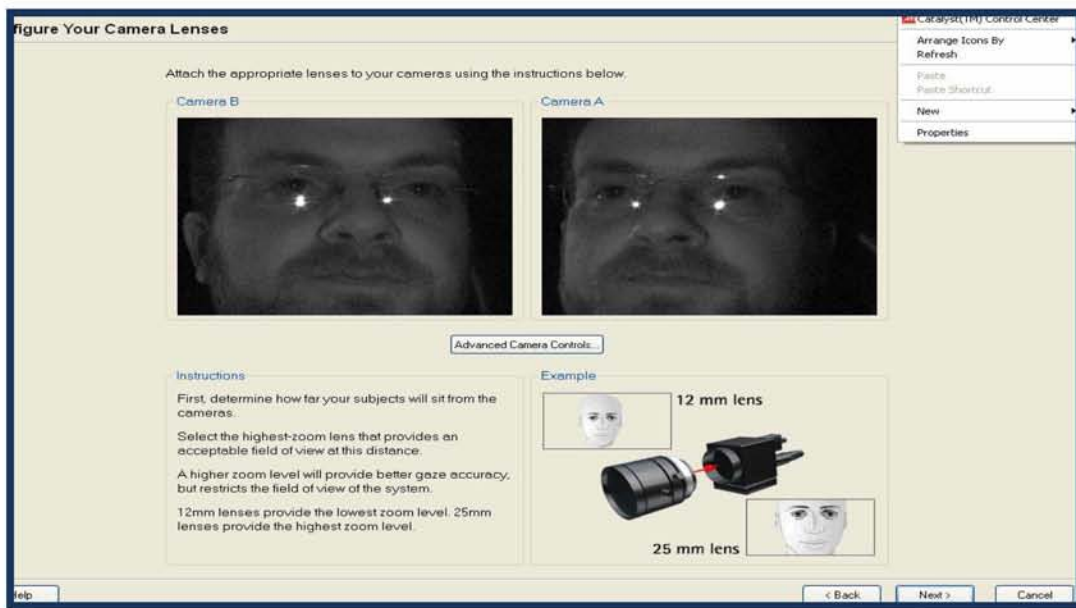 figure Your Camera Lenses
Catalyst(TM) Control Center
Arrange Icons By
Refresh
Paste
Paste Shortcut
New
Properties
Attach the appropriate lenses to your cameras using the instructions below.
Camera B
Camera A
Advanced Camera Controls...
Instructions
First, determine how far your subjects will sit from the
cameras.
Select the highest-zoom lens that provides an
acceptable field of view at this distance.
A higher zoom level will provide better gaze accuracy,
but restricts the field of view of the system.
12mm lenses provide the lowest zoom level. 25mm
lenses provide the highest zoom level.
Example
12 mm lens
25 mm lens
Help
< Back
Next >
Cancel